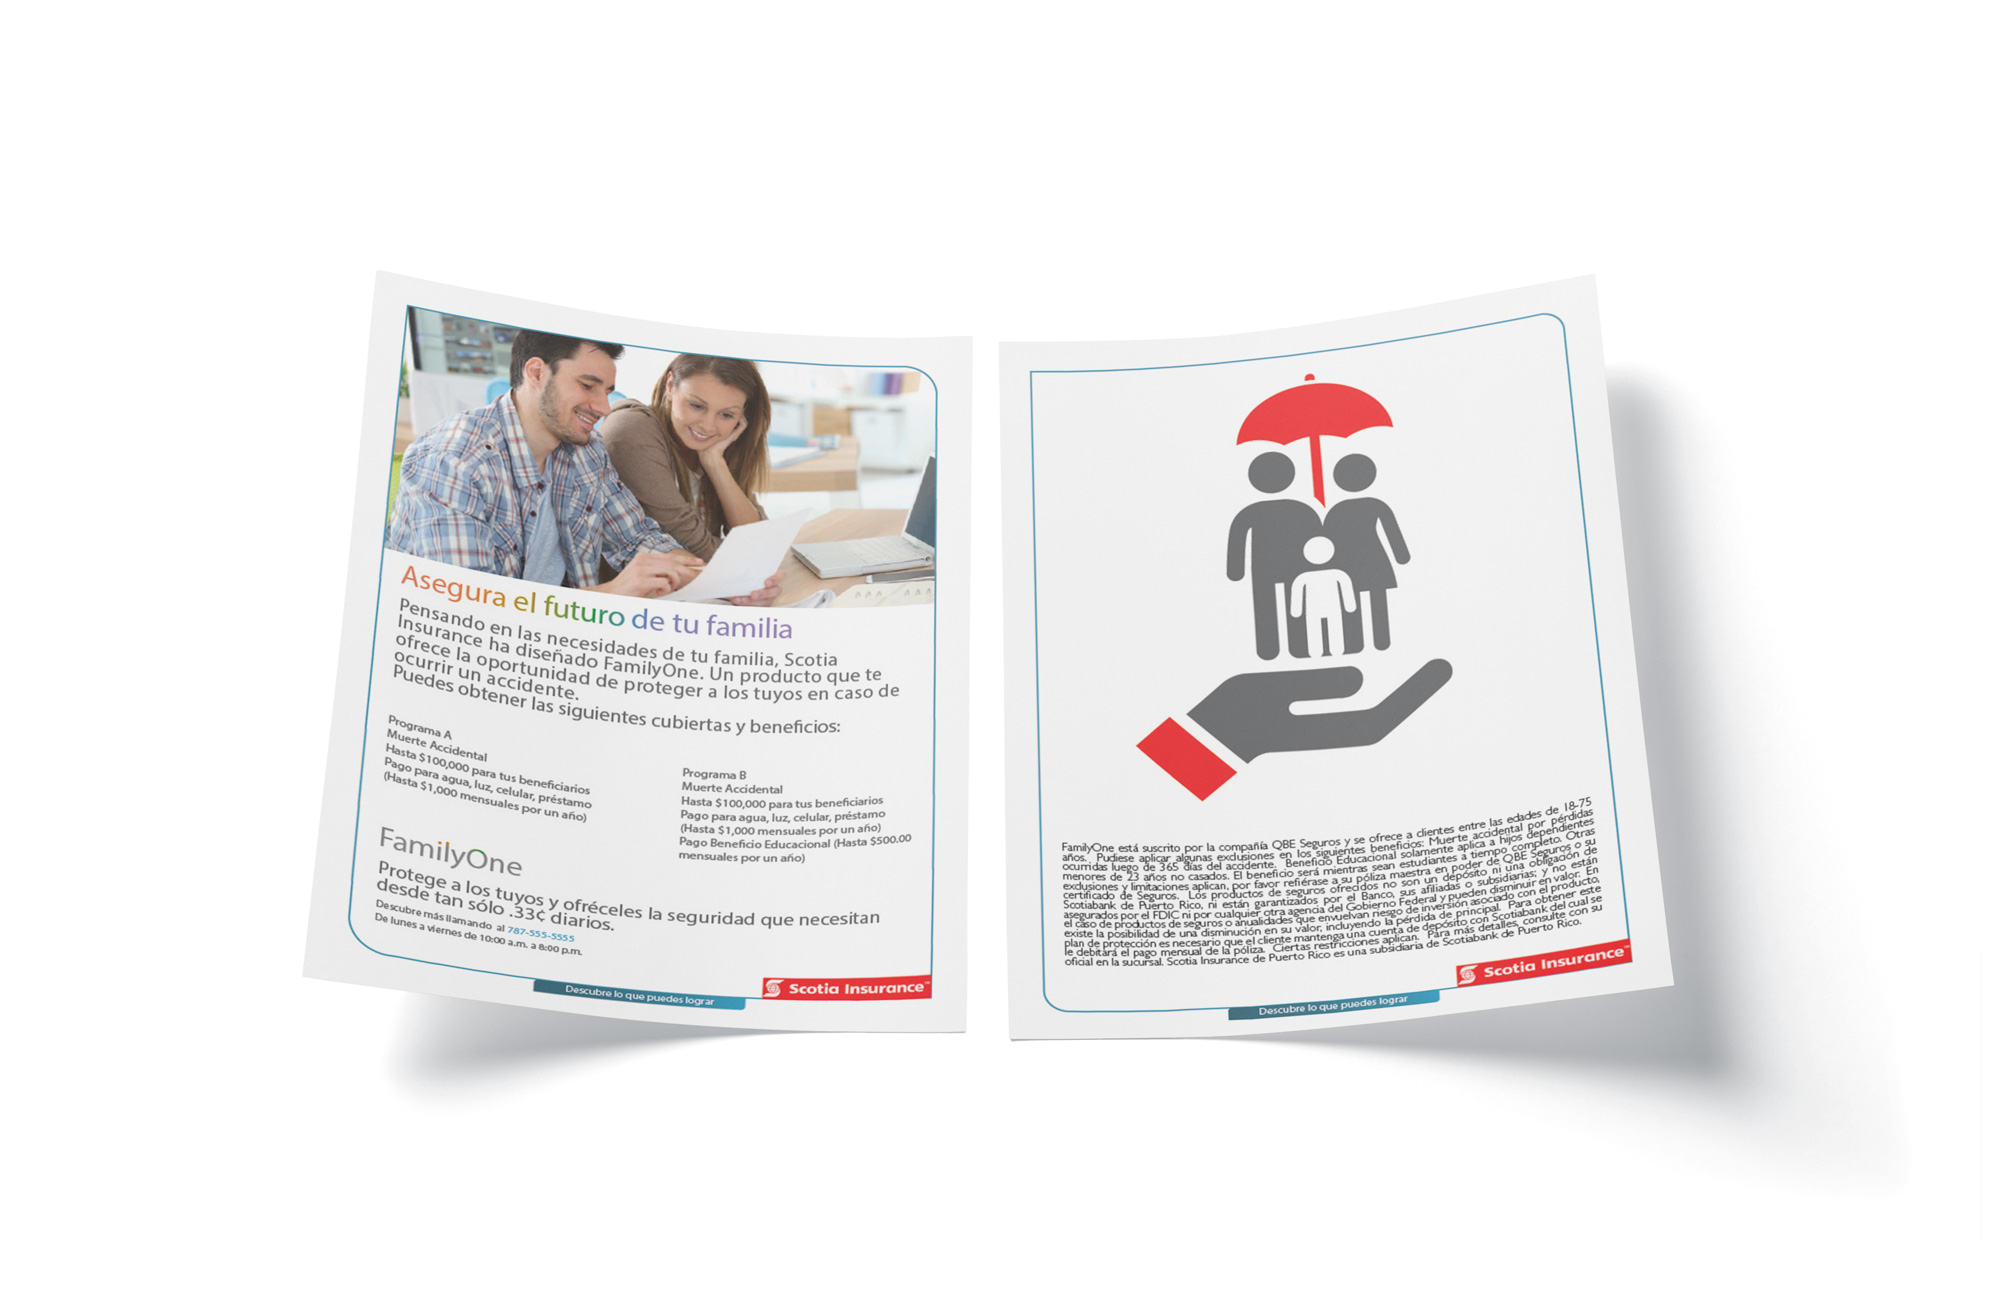 Asegura el futuro de tu familia
Pensando en las necesidades de tu familia, Scotia
Insurance ha diseñado FamilyOne. Un producto que te
ofrece la oportunidad de proteger a los tuyos en caso de
ocurrir un accidente.
Puedes obtener las siguientes cubiertas y beneficios:
Programa A
Muerte Accidental
Hasta $100,000 para tus beneficiarios
Pago para agua, luz, celular, préstamo
(Hasta $1,000 mensuales por un año)
Programa B
Muerte Accidental
Hasta $100,000 para tus beneficiarios
Pago para agua, luz, celular, préstamo
(Hasta $1,000 mensuales por un año)
Pago Beneficio Educacional (Hasta $500.00
mensuales por un año)
FamilyOne
Protege a los tuyos y ofréceles la seguridad que necesitan
desde tan sólo .33¢ diarios.
Descubre más llamando al 787-555-5555
De lunes a viernes de 10:00 a.m. a 8:00 p.m.
Descubre lo que puedes lograr
Scotia Insurance™
FamilyOne está suscrito por la compañía QBE Seguros y se ofrece a clientes entre las edades de 18-75
años. Pudiese aplicar algunas exclusiones en los siguientes beneficios: Muerte accidental por pérdidas
ocurridas luego de 365 días del accidente. Beneficio Educacional solamente aplica a hijos dependientes
menores de 23 años no casados. El beneficio será mientras sean estudiantes a tiempo completo. Otras
exclusiones y limitaciones aplican, por favor refiérase a su póliza maestra en poder de QBE Seguros o su
certificado de Seguros. Los productos de seguros ofrecidos no son un depósito ni una obligación de
Scotiabank de Puerto Rico, ni están garantizados por el Banco, sus afiliadas o subsidiarias; y no están
asegurados por el FDIC ni por cualquier otra agencia del Gobierno Federal y pueden disminuir en valor. En
el caso de productos de seguros o anualidades que envuelvan riesgo de inversión asociado con el producto,
existe la posibilidad de una disminución en su valor, incluyendo la pérdida de principal. Para obtener este
plan de protección es necesario que el cliente mantenga una cuenta de depósito con Scotiabank del cual se
le debitará el pago mensual de la póliza. Ciertas restricciones aplican. Para más detalles, consulte con su
oficial en la sucursal. Scotia Insurance de Puerto Rico es una subsidiaria de Scotiabank de Puerto Rico.
Scotia Insurance™
Descubre lo que puedes lograr